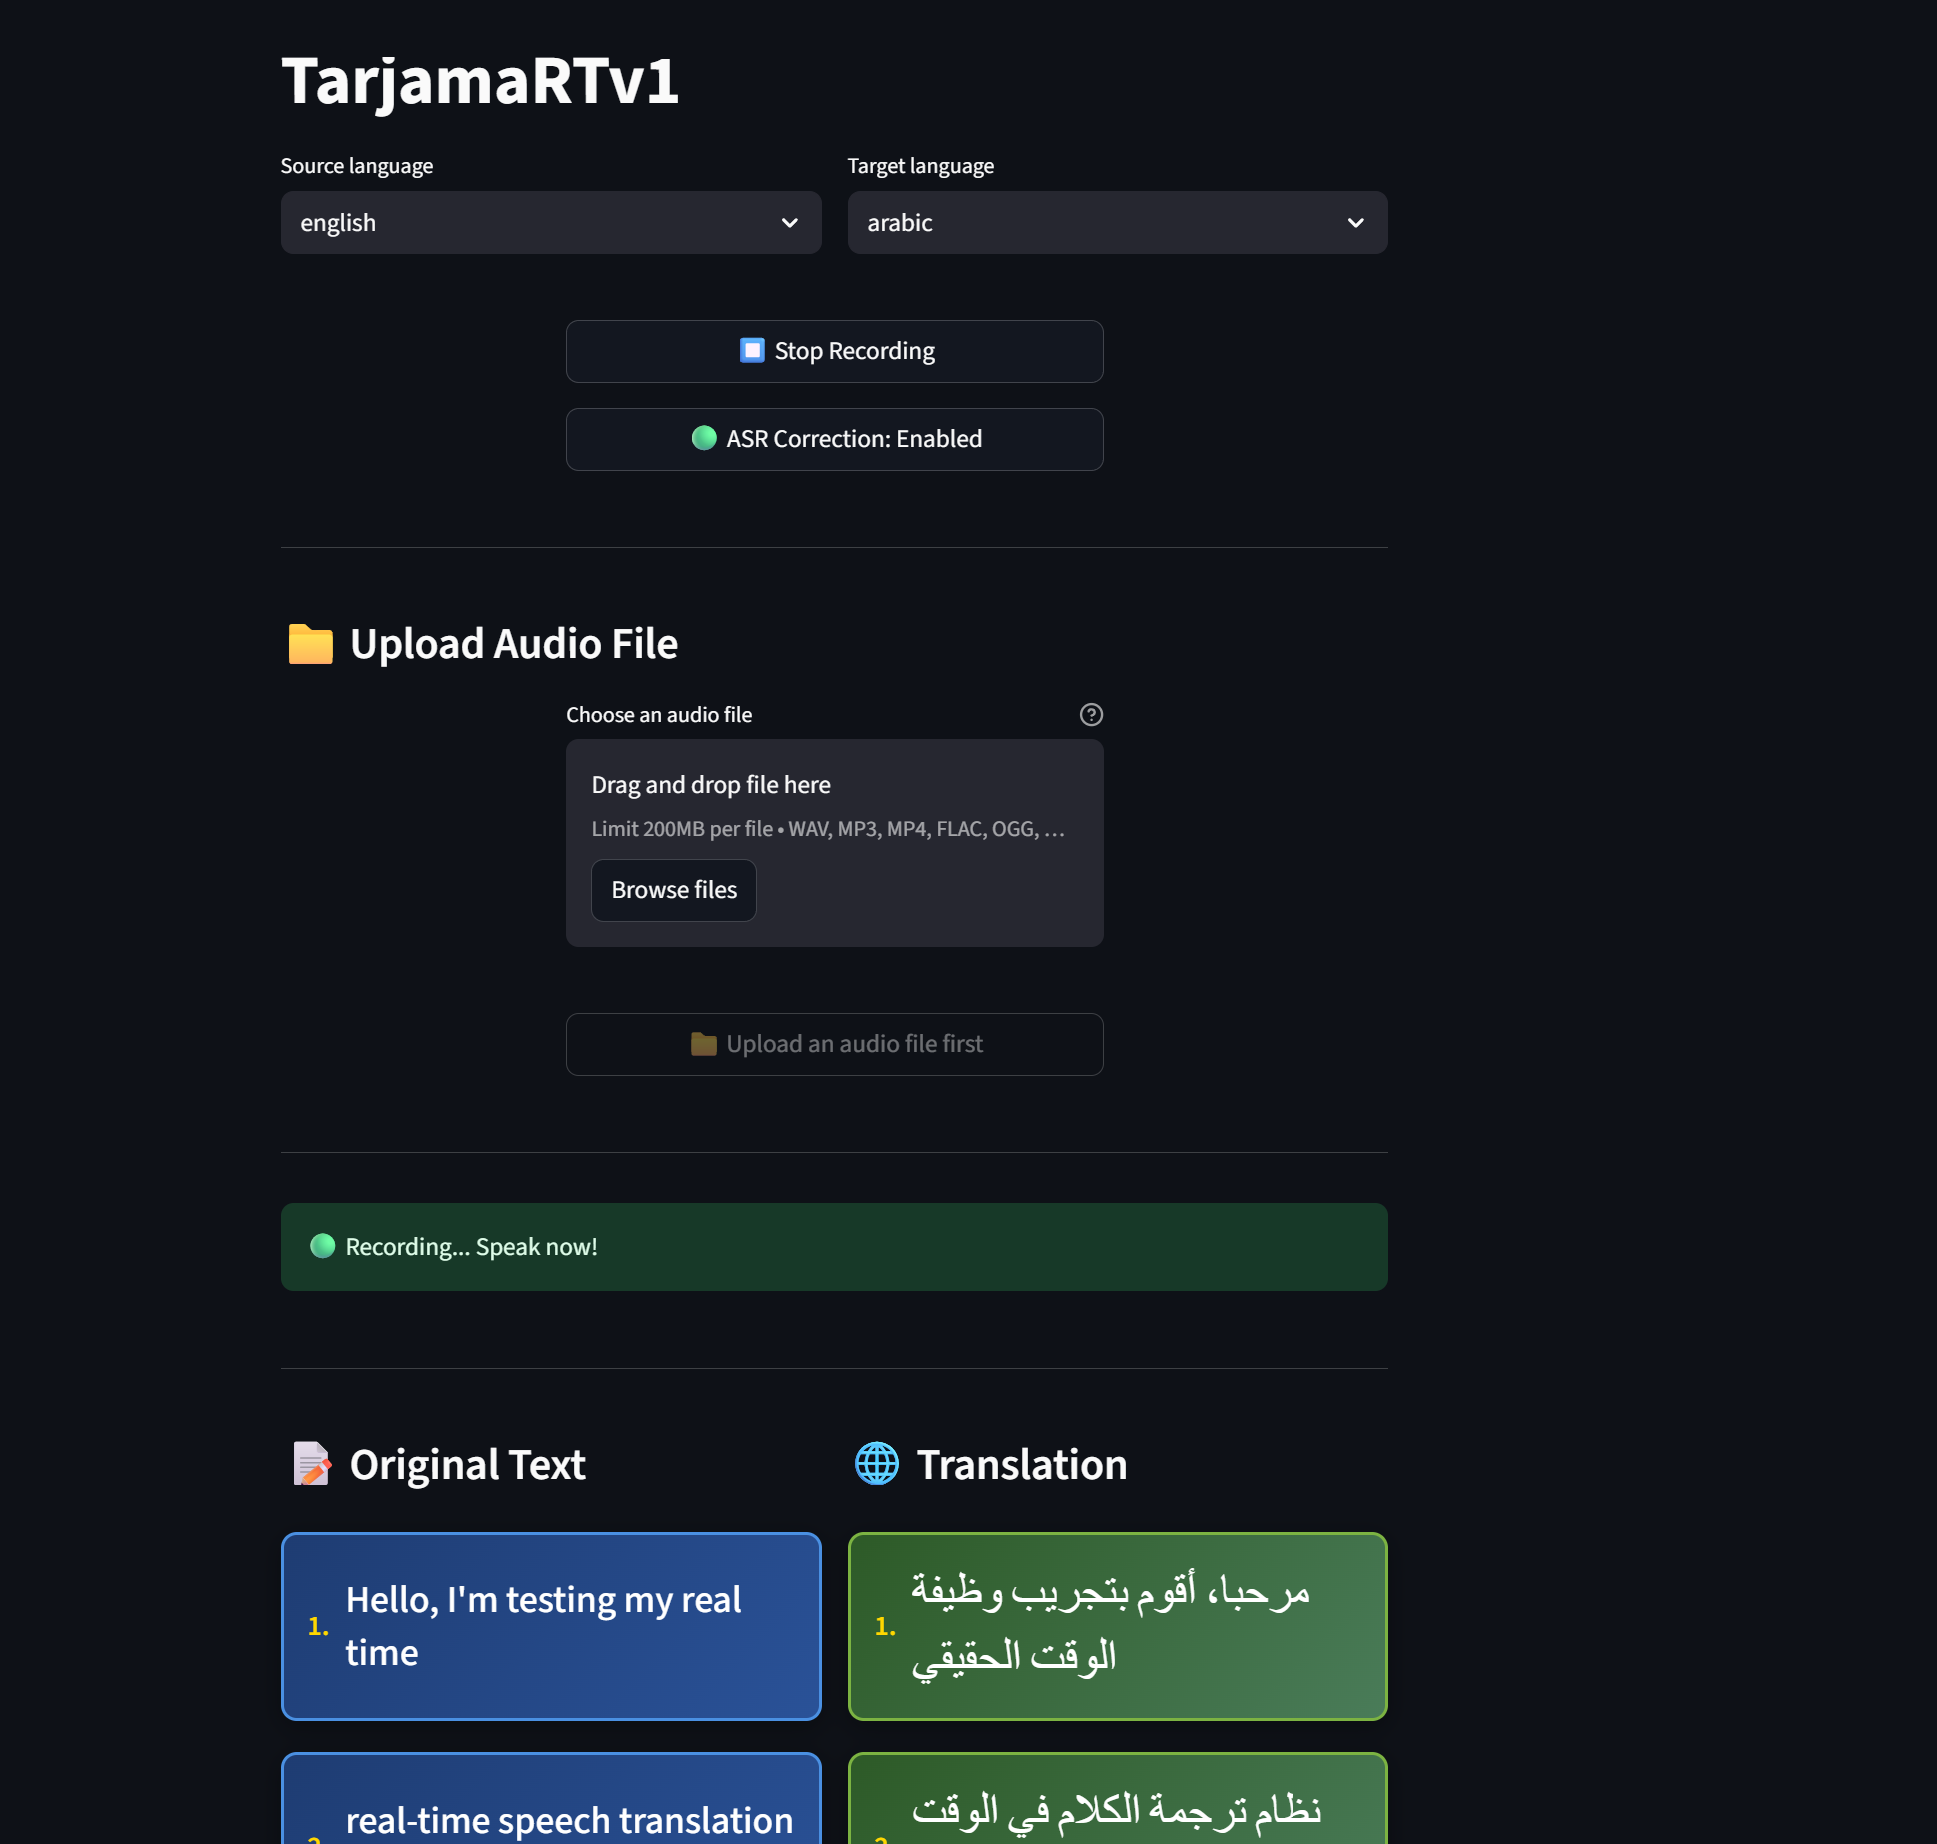 TarjamaRTv1
Source language
english
Target language
arabic
Stop Recording
ASR Correction: Enabled
Upload Audio File
Choose an audio file
Drag and drop file here
Limit 200MB per file • WAV, MP3, MP4, FLAC, OGG, …
Browse files
Upload an audio file first
Recording... Speak now!
Original Text
Translation
1.
Hello, I'm testing my real
time
1.
مرحبا، أقوم بتجريب وظيفة
الوقت الحقيقي
real-time speech translation
نظام ترجمة الكلام في الوقت